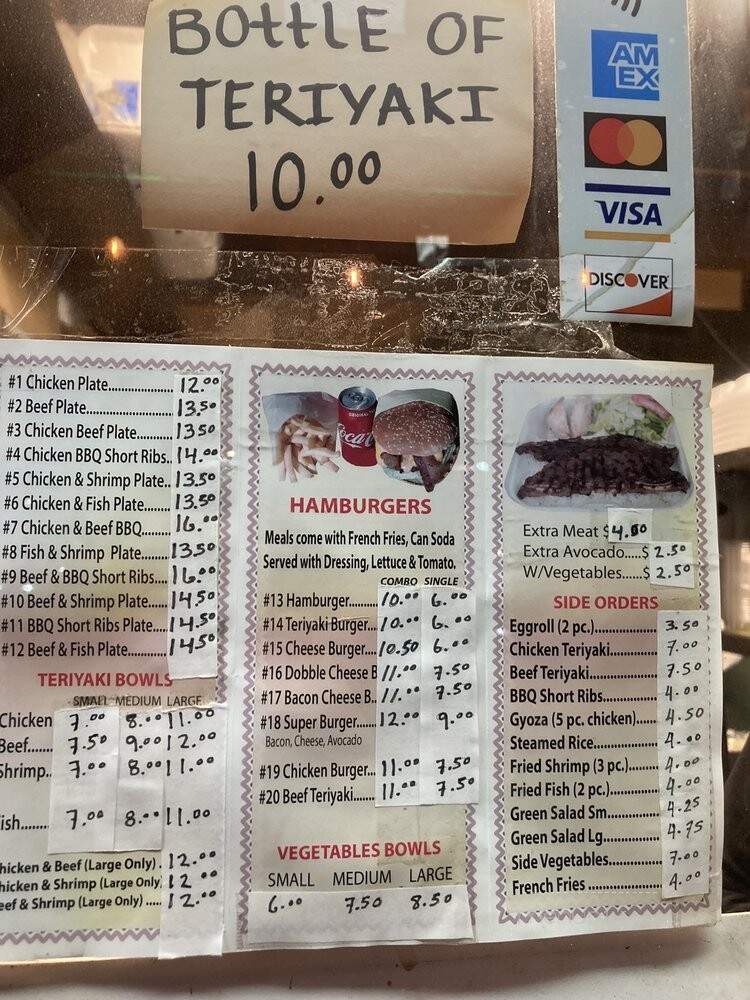 BOTTLE OF
TERIYAKI
10.00
AM
EX
VISA
DISCOVER
#1 Chicken Plate.................. 12.00
#2 Beef Plate........................ 13.50
#3 Chicken Beef Plate.. 13 50
#4 Chicken BBQ Short Ribs.. 14.00
#5 Chicken & Shrimp Plate.. 13.50
#6 Chicken & Fish Plate...... 13.50
#7 Chicken & Beef BBQ....... 16.00
#8 Fish & Shrimp Plate........ 13.50
#9 Beef & BBQ Short Ribs.... 16.00
#10 Beef & Shrimp Plate..... 14.50
#11 BBQ Short Ribs Plate.... 14.50
#12 Beef & Fish Plate.......... 14.50
TERIYAKI BOWLS
SMALL MEDIUM LARGE
Chicken 7.00 8.00 11.00
Beef....... 7.50 9.00 12.00
Shrimp.. 7.00 8.00 11.00
ish....... 7.00 8.00 11.00
hicken & Beef (Large Only) . 12.00
hicken & Shrimp (Large Only) 12 00
eef & Shrimp (Large Only) ..... 12.00
ORIGINAL
Coca
HAMBURGERS
Meals come with French Fries, Can Soda
Served with Dressing, Lettuce & Tomato.
COMBO SINGLE
#13 Hamburger........ 10.00 6.00
#14 Teriyaki Burger... 10.00 6.00
#15 Cheese Burger.... 10.50 6.00
#16 Dobble Cheese B 11.00 7.50
#17 Bacon Cheese B.. 11.00 7.50
#18 Super Burger...... 12.00 9.00
Bacon, Cheese, Avocado
#19 Chicken Burger... 11.00 7.50
#20 Beef Teriyaki...... 11.00 7.50
VEGETABLES BOWLS
SMALL MEDIUM LARGE
6.00 7.50 8.50
Extra Meat $4.00
Extra Avocado.....$ 2.50
W/Vegetables......$ 2.50
SIDE ORDERS
Eggroll (2 pc.)................ 3.50
Chicken Teriyaki............ 7.00
Beef Teriyaki................. 7.50
BBQ Short Ribs.............. 4.00
Gyoza (5 pc. chicken)..... 4.50
Steamed Rice................ 4.00
Fried Shrimp (3 pc.)....... 4.00
Fried Fish (2 pc.)............ 4.00
Green Salad Sm............. 4.25
Green Salad Lg.............. 4.75
Side Vegetables............. 7.00
French Fries .................. 4.00